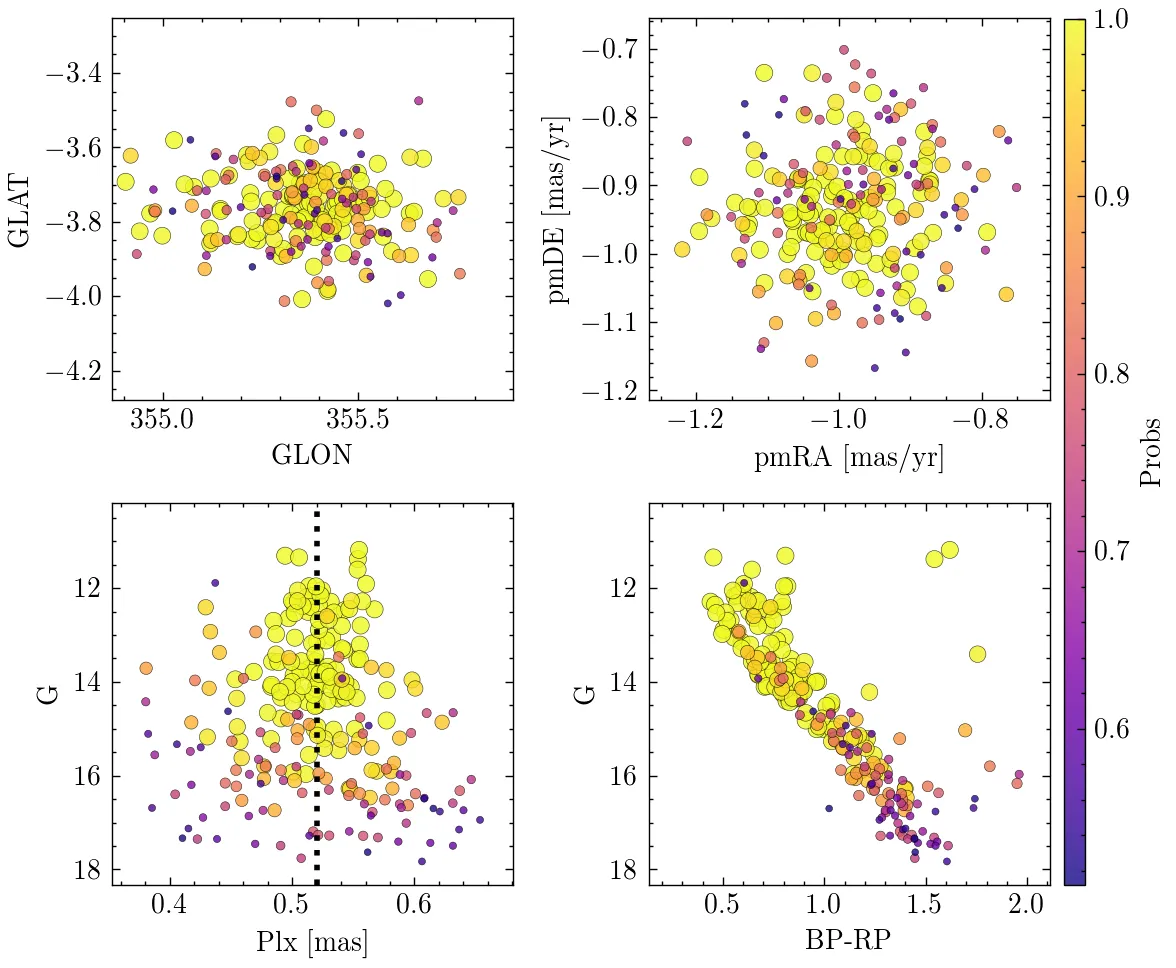 −3.4
−3.6
−3.8
−4.0
−4.2
GLAT
355.0 355.5
GLON
−0.7
−0.8
−0.9
−1.0
−1.1
−1.2
pmDE [mas/yr]
−1.2 −1.0 −0.8
pmRA [mas/yr]
12
14
16
18
G
0.4 0.5 0.6
Plx [mas]
12
14
16
18
G
0.5 1.0 1.5 2.0
BP-RP
1.0
0.9
0.8
0.7
0.6
Probs